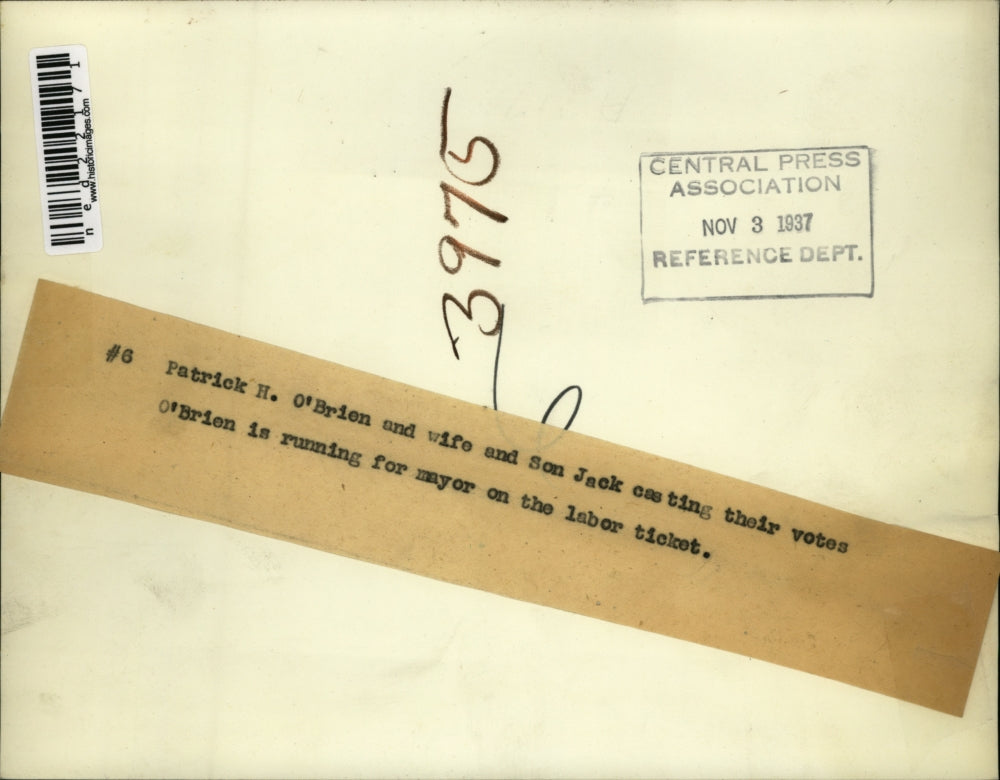 ned22171
www.historicimages.com
3975
CENTRAL PRESS
ASSOCIATION
NOV 3 1937
REFERENCE DEPT.
#6 Patrick H. O'Brien and wife and Son Jack casting their votes
O'Brien is running for mayor on the labor ticket.